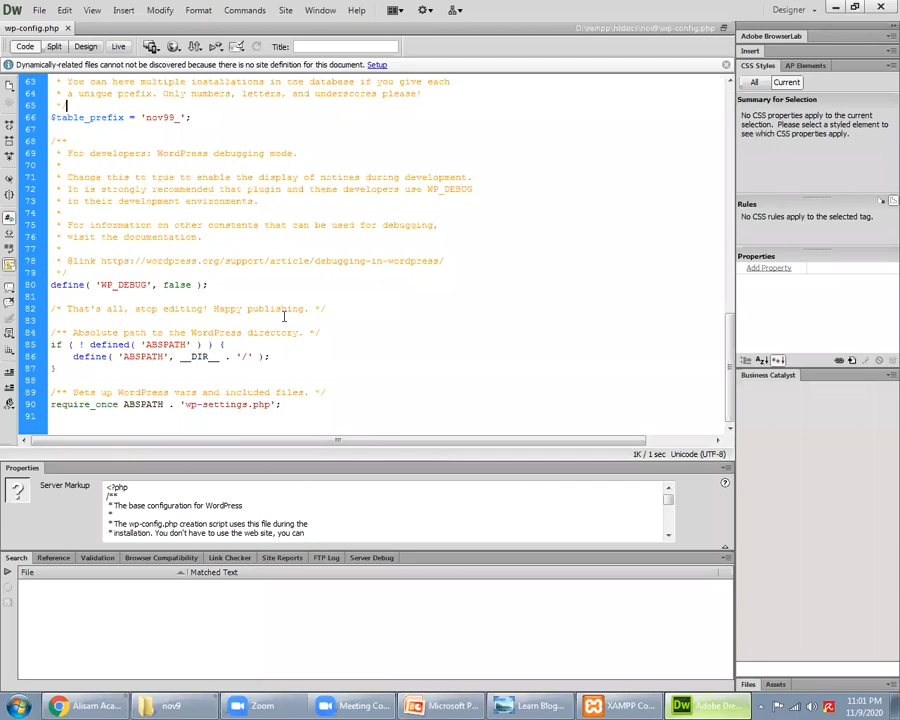 Dw File Edit View Insert Modify Format Commands Site Window Help Designer
wp-config.php × D:\xampp\htdocs\nov9\wp-config.php
Code Split Design Live Title:
Dynamically-related files cannot not be discovered because there is no site definition for this document. Setup
63 * You can have multiple installations in one database if you give each
64 * a unique prefix. Only numbers, letters, and underscores please!
65 */
66 $table_prefix = 'nov99_';
67
68 /**
69 * For developers: WordPress debugging mode.
70 *
71 * Change this to true to enable the display of notices during development.
72 * It is strongly recommended that plugin and theme developers use WP_DEBUG
73 * in their development environments.
74 *
75 * For information on other constants that can be used for debugging,
76 * visit the documentation.
77 *
78 * @link https://wordpress.org/support/article/debugging-in-wordpress/
79 */
80 define( 'WP_DEBUG', false );
81
82 /* That's all, stop editing! Happy publishing. */
83
84 /** Absolute path to the WordPress directory. */
85 if ( ! defined( 'ABSPATH' ) ) {
86 define( 'ABSPATH', __DIR__ . '/' );
87 }
88
89 /** Sets up WordPress vars and included files. */
90 require_once ABSPATH . 'wp-settings.php';
91
1K / 1 sec Unicode (UTF-8)
Properties
Server Markup
<?php
/**
* The base configuration for WordPress
*
* The wp-config.php creation script uses this file during the
* installation. You don't have to use the web site, you can
Search Reference Validation Browser Compatibility Link Checker Site Reports FTP Log Server Debug
File Matched Text
Adobe BrowserLab
Insert
CSS Styles AP Elements
All Current
Summary for Selection
No CSS properties apply to the current
selection. Please select a styled element to
see which CSS properties apply.
Rules
No CSS rules apply to the selected tag.
Properties
Add Property
Business Catalyst
Files Assets
Alisam Aca... nov9 Zoom Meeting Co... Microsoft P... Learn Blog... XAMPP Co... Adobe Dre... 11:01 PM
11/9/2020